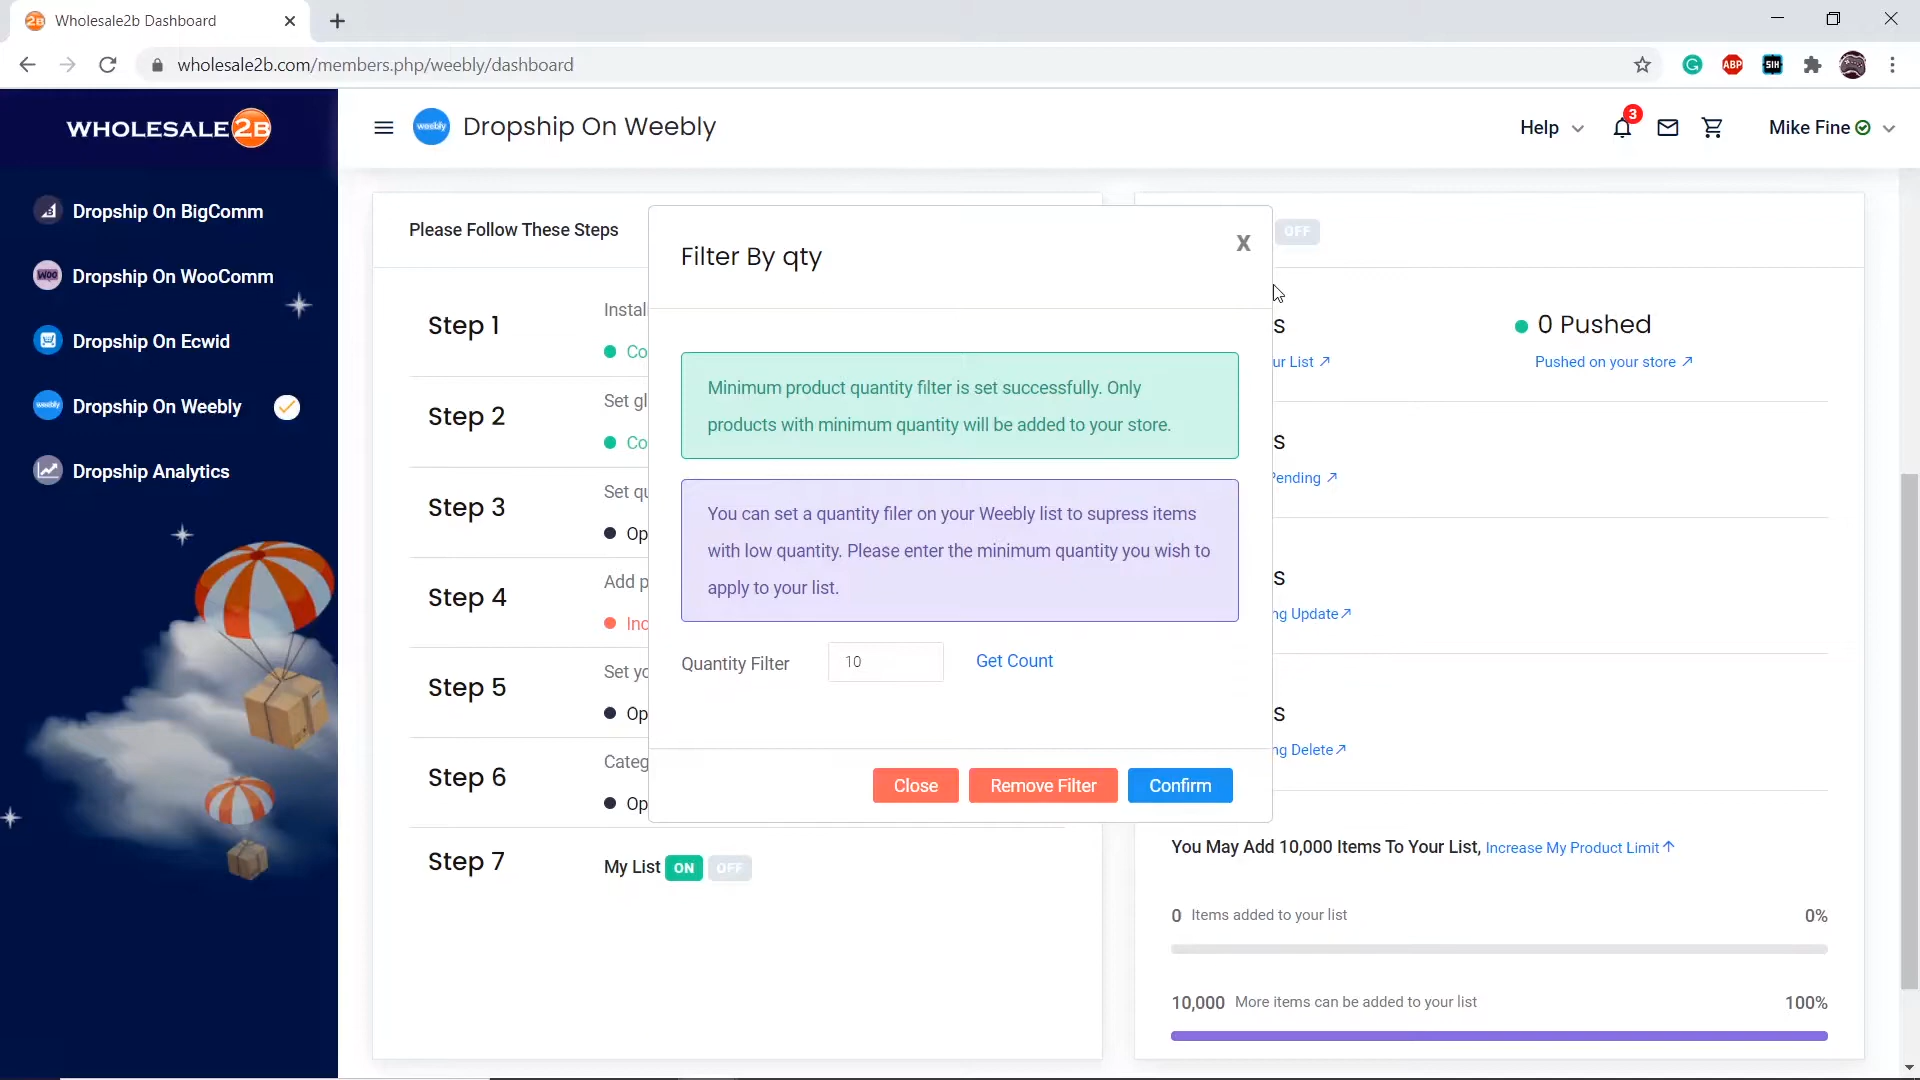 Wholesale2b Dashboard
wholesale2b.com/members.php/weebly/dashboard
ABP
SIH
WHOLESALE2B
weebly
Dropship On Weebly
Help
3
Mike Fine
Dropship On BigComm
Dropship On WooComm
Dropship On Ecwid
Dropship On Weebly
Dropship Analytics
Please Follow These Steps
Step 1
Instal
Co
Step 2
Set gl
Co
Step 3
Set qu
Op
Step 4
Add p
Inc
Step 5
Set yo
Op
Step 6
Categ
Op
Step 7
My List ON OFF
Filter By qty
X
Minimum product quantity filter is set successfully. Only
products with minimum quantity will be added to your store.
You can set a quantity filer on your Weebly list to supress items
with low quantity. Please enter the minimum quantity you wish to
apply to your list.
Quantity Filter
10
Get Count
Close
Remove Filter
Confirm
OFF
s
ur List
0 Pushed
Pushed on your store
s
Pending
s
ng Update
s
ng Delete
You May Add 10,000 Items To Your List, Increase My Product Limit
0 Items added to your list
0%
10,000 More items can be added to your list
100%